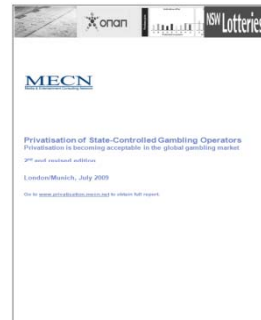 onan
NSW Lotteries
MECN
Privatisation of State-Controlled Gambling Operators
Privatisation is becoming acceptable in the global gambling market
2nd and revised edition
London/Munich, July 2009
Go to www.privatisation.mecn.net to obtain full report.